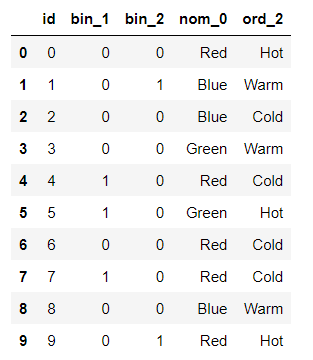 id bin_1 bin_2 nom_0 ord_2
0 0 0 0 Red Hot
1 1 0 1 Blue Warm
2 2 0 0 Blue Cold
3 3 0 0 Green Warm
4 4 1 0 Red Cold
5 5 1 0 Green Hot
6 6 0 0 Red Cold
7 7 1 0 Red Cold
8 8 0 0 Blue Warm
9 9 0 1 Red Hot